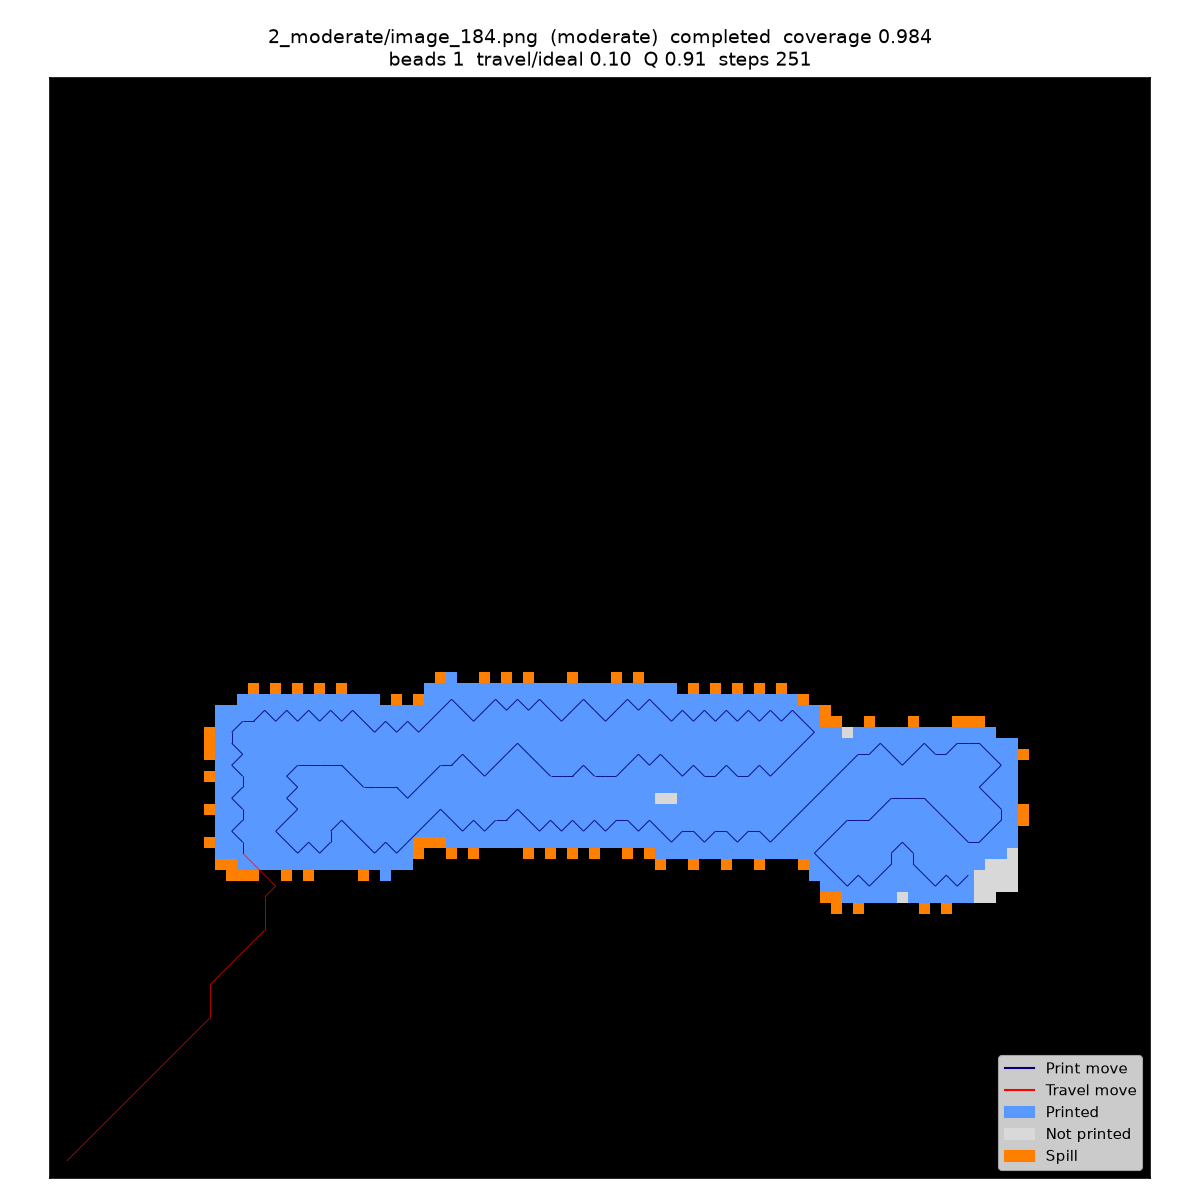 2_moderate/image_184.png  (moderate)  completed  coverage 0.984
beads 1  travel/ideal 0.10  Q 0.91  steps 251
Print move
Travel move
Printed
Not printed
Spill